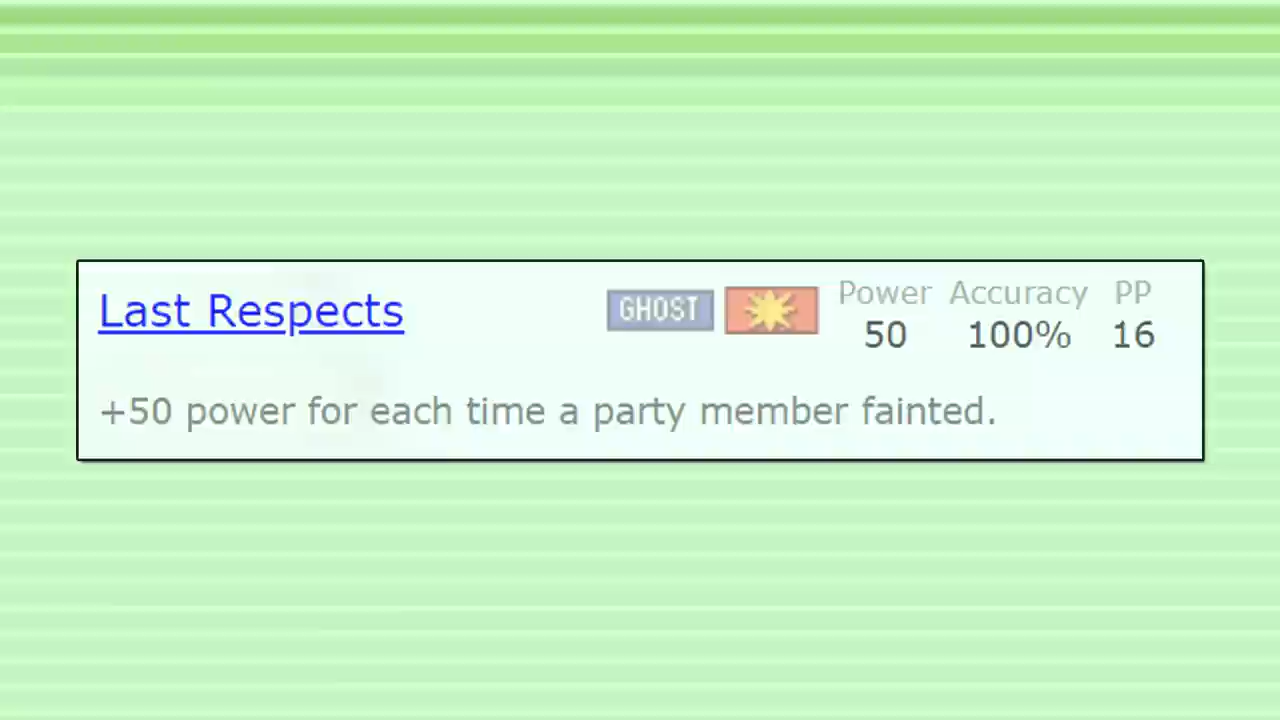 Last Respects
GHOST
Power Accuracy PP
50 100% 16
+50 power for each time a party member fainted.